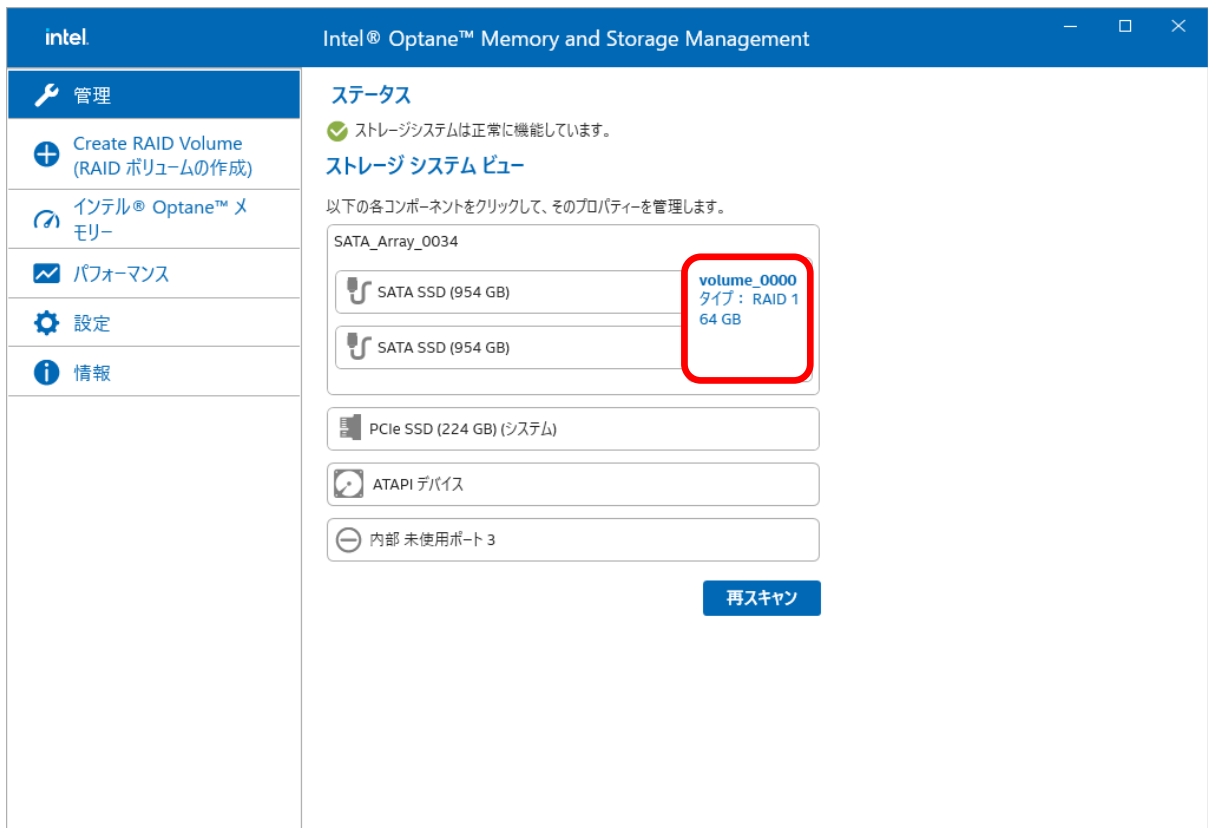 intel.
Intel® Optane™ Memory and Storage Management
管理
Create RAID Volume
(RAID ボリュームの作成)
インテル® Optane™ メ
モリー
パフォーマンス
設定
情報
ステータス
ストレージシステムは正常に機能しています。
ストレージ システム ビュー
以下の各コンポーネントをクリックして、そのプロパティーを管理します。
SATA_Array_0034
SATA SSD (954 GB)
SATA SSD (954 GB)
volume_0000
タイプ： RAID 1
64 GB
PCIe SSD (224 GB) (システム)
ATAPI デバイス
内部 未使用ポート 3
再スキャン